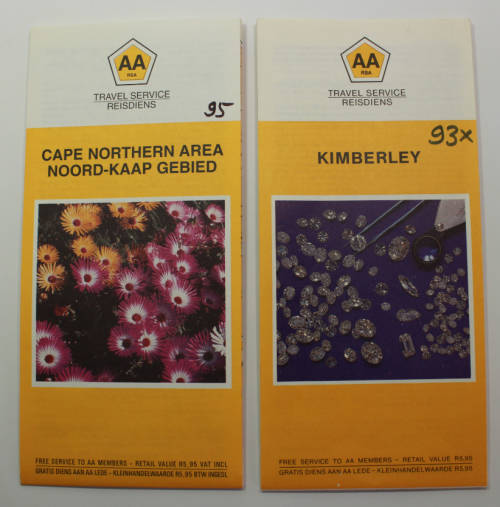 AA
RSA
TRAVEL SERVICE
REISDIENS
95
CAPE NORTHERN AREA
NOORD-KAAP GEBIED
FREE SERVICE TO AA MEMBERS - RETAIL VALUE R5,95 VAT INCL
GRATIS DIENS AAN AA LEDE - KLEINHANDELWAARDE R5,95 BTW INGESL
AA
RSA
TRAVEL SERVICE
REISDIENS
93x
KIMBERLEY
FREE SERVICE TO AA MEMBERS - RETAIL VALUE R5,95
GRATIS DIENS AAN AA LEDE - KLEINHANDELWAARDE R5,95